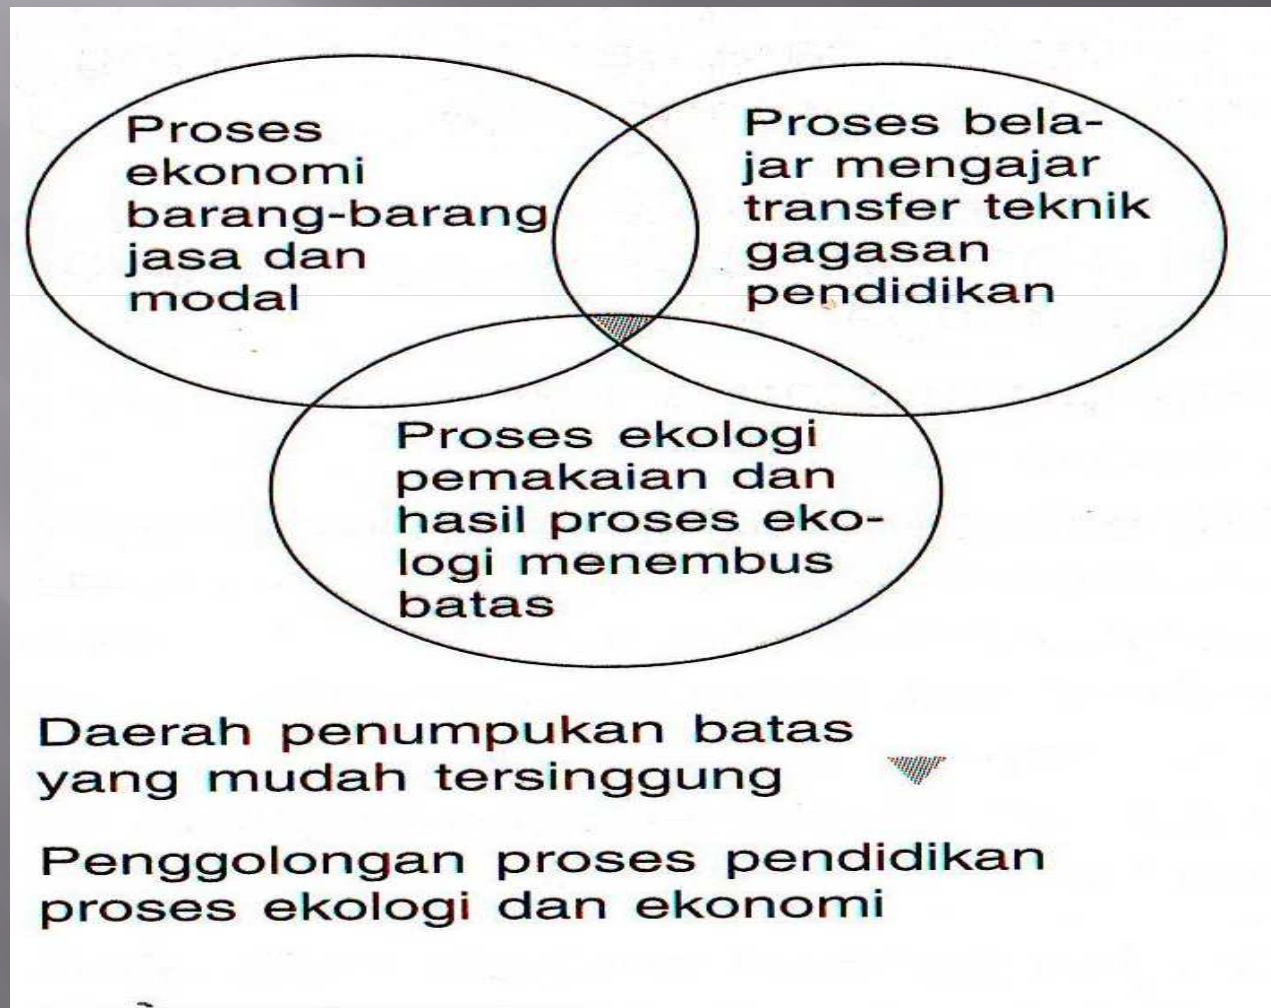 Proses
ekonomi
barang-barang
jasa dan
modal
Proses bela-
jar mengajar
transfer teknik
gagasan
pendidikan
Proses ekologi
pemakaian dan
hasil proses eko-
logi menembus
batas
Daerah penumpukan batas
yang mudah tersinggung
Penggolongan proses pendidikan
proses ekologi dan ekonomi